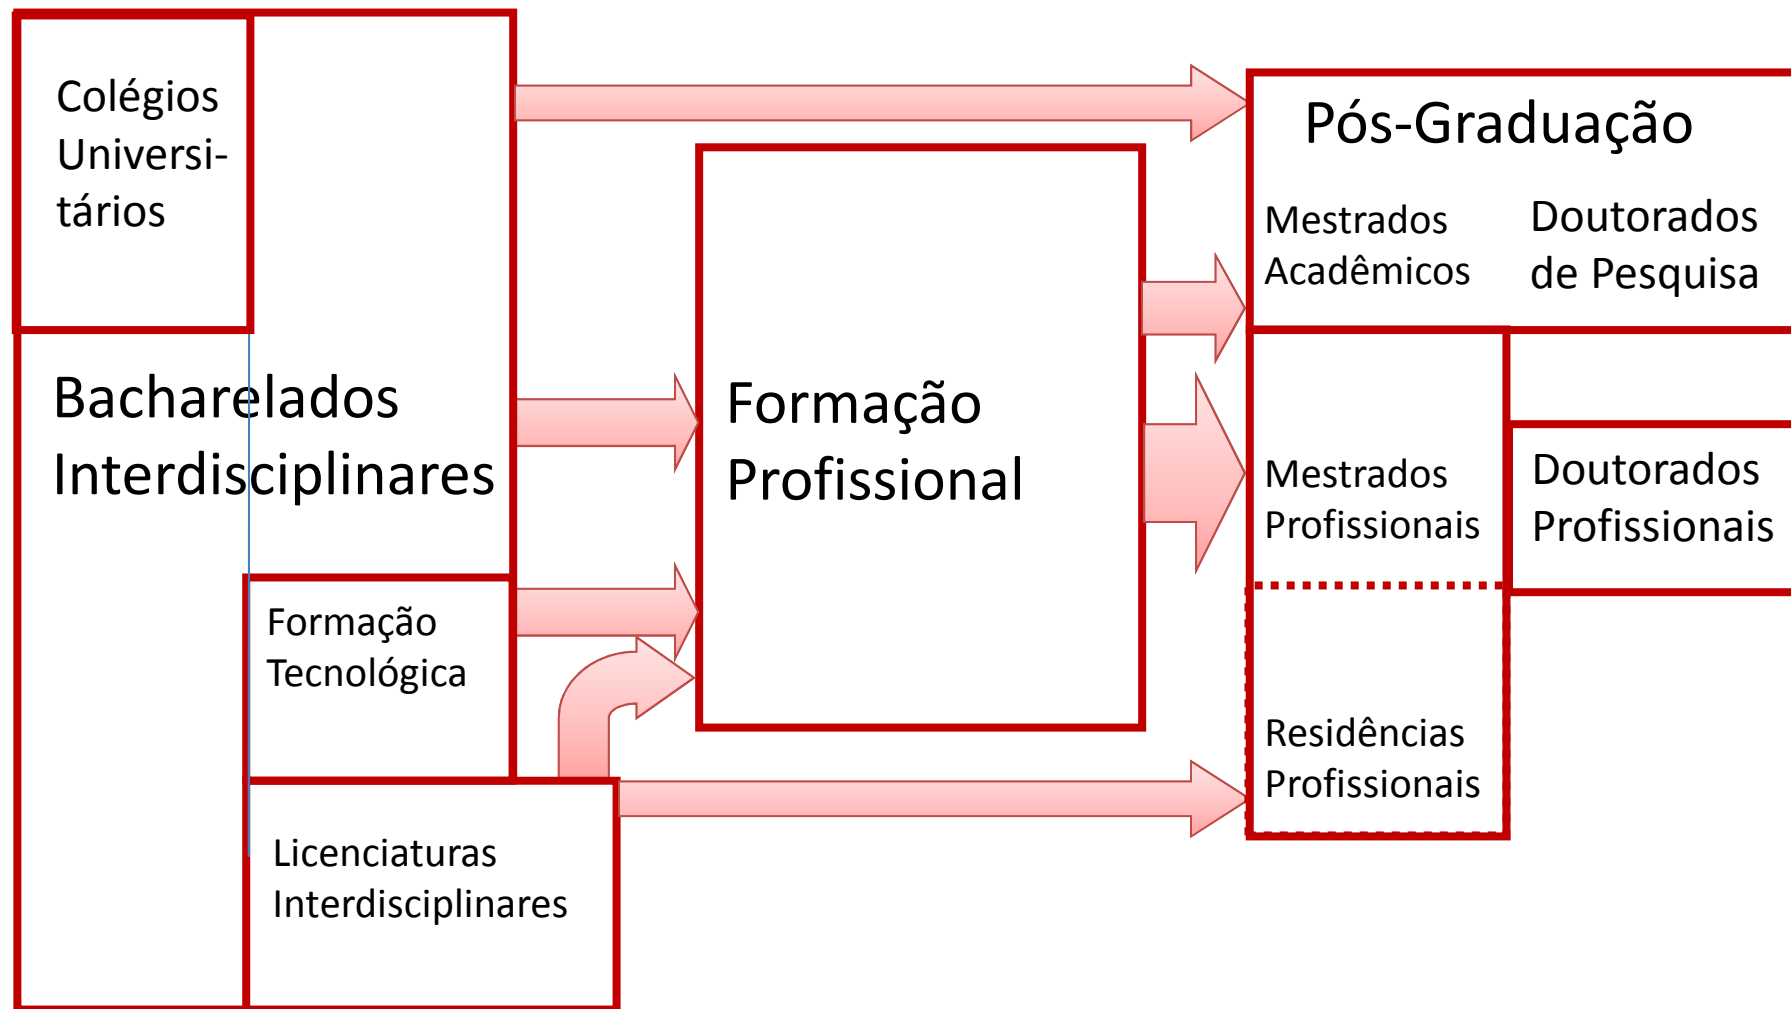 Colégios
Universi-
tários
Bacharelados
Interdisciplinares
Formação
Tecnológica
Licenciaturas
Interdisciplinares
Formação
Profissional
Pós-Graduação
Mestrados
Acadêmicos
Doutorados
de Pesquisa
Mestrados
Profissionais
Doutorados
Profissionais
Residências
Profissionais